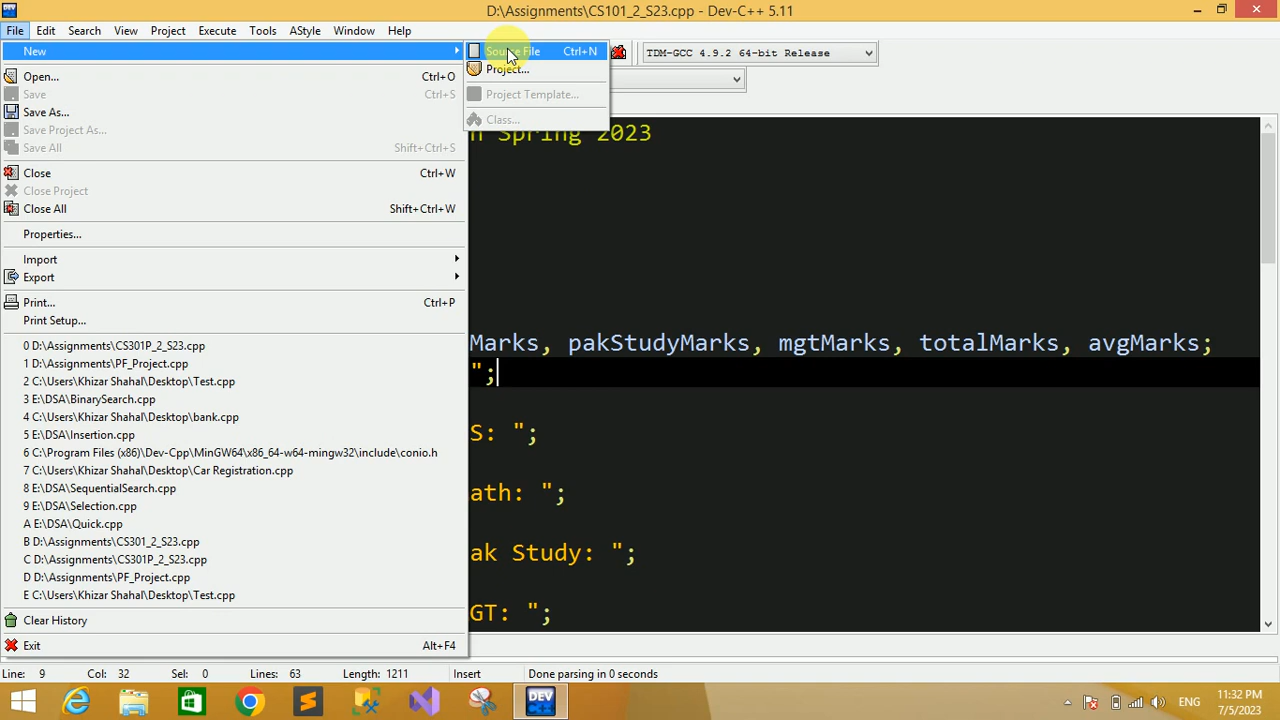 D:\Assignments\CS101_2_S23.cpp - Dev-C++ 5.11
File Edit Search View Project Execute Tools AStyle Window Help
New
Source File Ctrl+N
TDM-GCC 4.9.2 64-bit Release
Project...
Open... Ctrl+O
Save Ctrl+S
Project Template...
Save As...
Class...
Save Project As...
n Spring 2023
Save All Shift+Ctrl+S
Close Ctrl+W
Close Project
Close All Shift+Ctrl+W
Properties...
Import
Export
Print... Ctrl+P
Print Setup...
0 D:\Assignments\CS301P_2_S23.cpp
Marks, pakStudyMarks, mgtMarks, totalMarks, avgMarks;
1 D:\Assignments\PF_Project.cpp
";
2 C:\Users\Khizar Shahal\Desktop\Test.cpp
3 E:\DSA\BinarySearch.cpp
4 C:\Users\Khizar Shahal\Desktop\bank.cpp
5 E:\DSA\Insertion.cpp
S: ";
6 C:\Program Files (x86)\Dev-Cpp\MinGW64\x86_64-w64-mingw32\include\conio.h
7 C:\Users\Khizar Shahal\Desktop\Car Registration.cpp
8 E:\DSA\SequentialSearch.cpp
ath: ";
9 E:\DSA\Selection.cpp
A E:\DSA\Quick.cpp
B D:\Assignments\CS301_2_S23.cpp
ak Study: ";
C D:\Assignments\CS301P_2_S23.cpp
D D:\Assignments\PF_Project.cpp
E C:\Users\Khizar Shahal\Desktop\Test.cpp
GT: ";
Clear History
Exit Alt+F4
Line: 9 Col: 32 Sel: 0 Lines: 63 Length: 1211 Insert Done parsing in 0 seconds
DEV C++
ENG
11:32 PM
7/5/2023